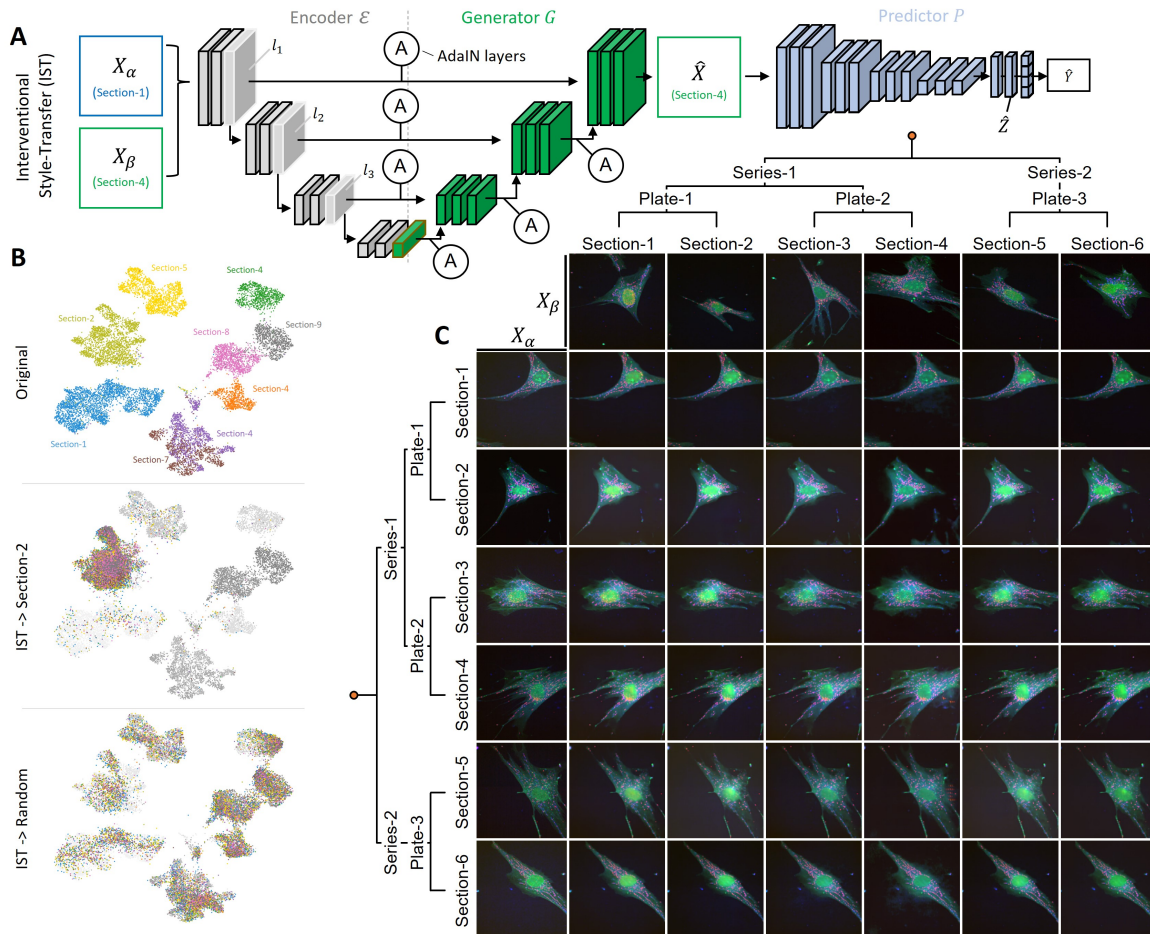 A
Interventional
Style-Transfer (IST)
X_α
(Section-1)
X_β
(Section-4)
Encoder ℰ
Generator G
Predictor P
l_1
l_2
l_3
A
A
A
A
A
A
AdaIN layers
X̂
(Section-4)
Ẑ
Ŷ
Series-1
Series-2
Plate-1
Plate-2
Plate-3
Section-1
Section-2
Section-3
Section-4
Section-5
Section-6
B
Original
Section-5
Section-4
Section-2
Section-9
Section-8
Section-4
Section-1
Section-4
Section-7
IST -> Section-2
IST -> Random
C
X_β
X_α
Series-1
Plate-1
Section-1
Section-2
Plate-2
Section-3
Section-4
Series-2
Plate-3
Section-5
Section-6